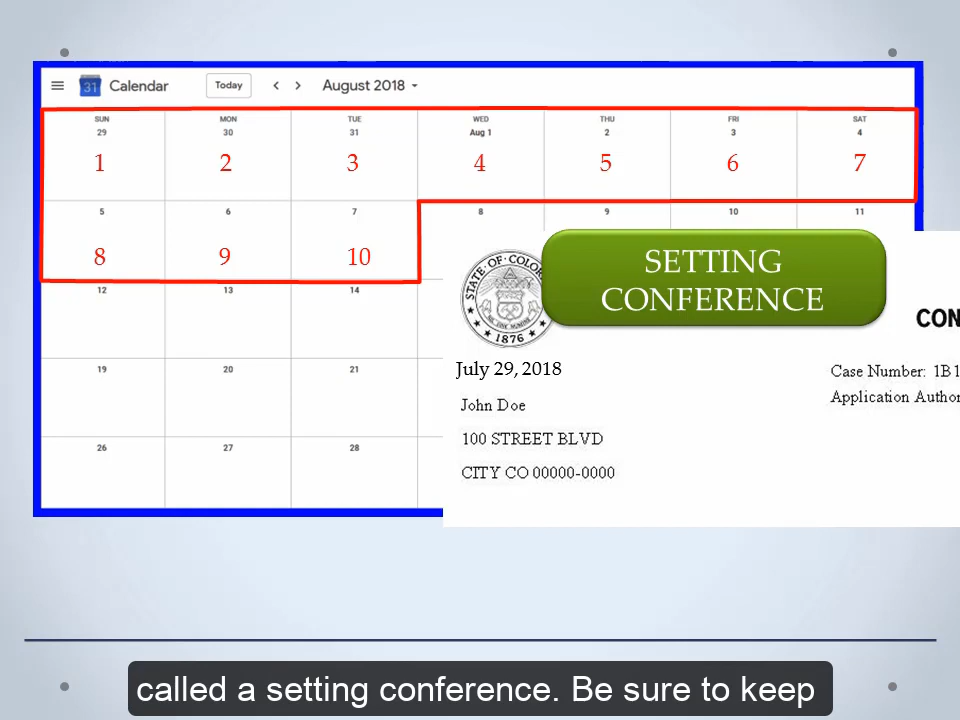 31 Calendar Today August 2018
SUN MON TUE WED THU FRI SAT
29 30 31 Aug 1 2 3 4
1 2 3 4 5 6 7
5 6 7 8 9 10 11
8 9 10
SETTING
CONFERENCE
STATE OF COLOR
1876
12 13 14
CON
July 29, 2018
Case Number: 1B1
19 20 21
Application Author
John Doe
100 STREET BLVD
26 27 28
CITY CO 00000-0000
called a setting conference. Be sure to keep